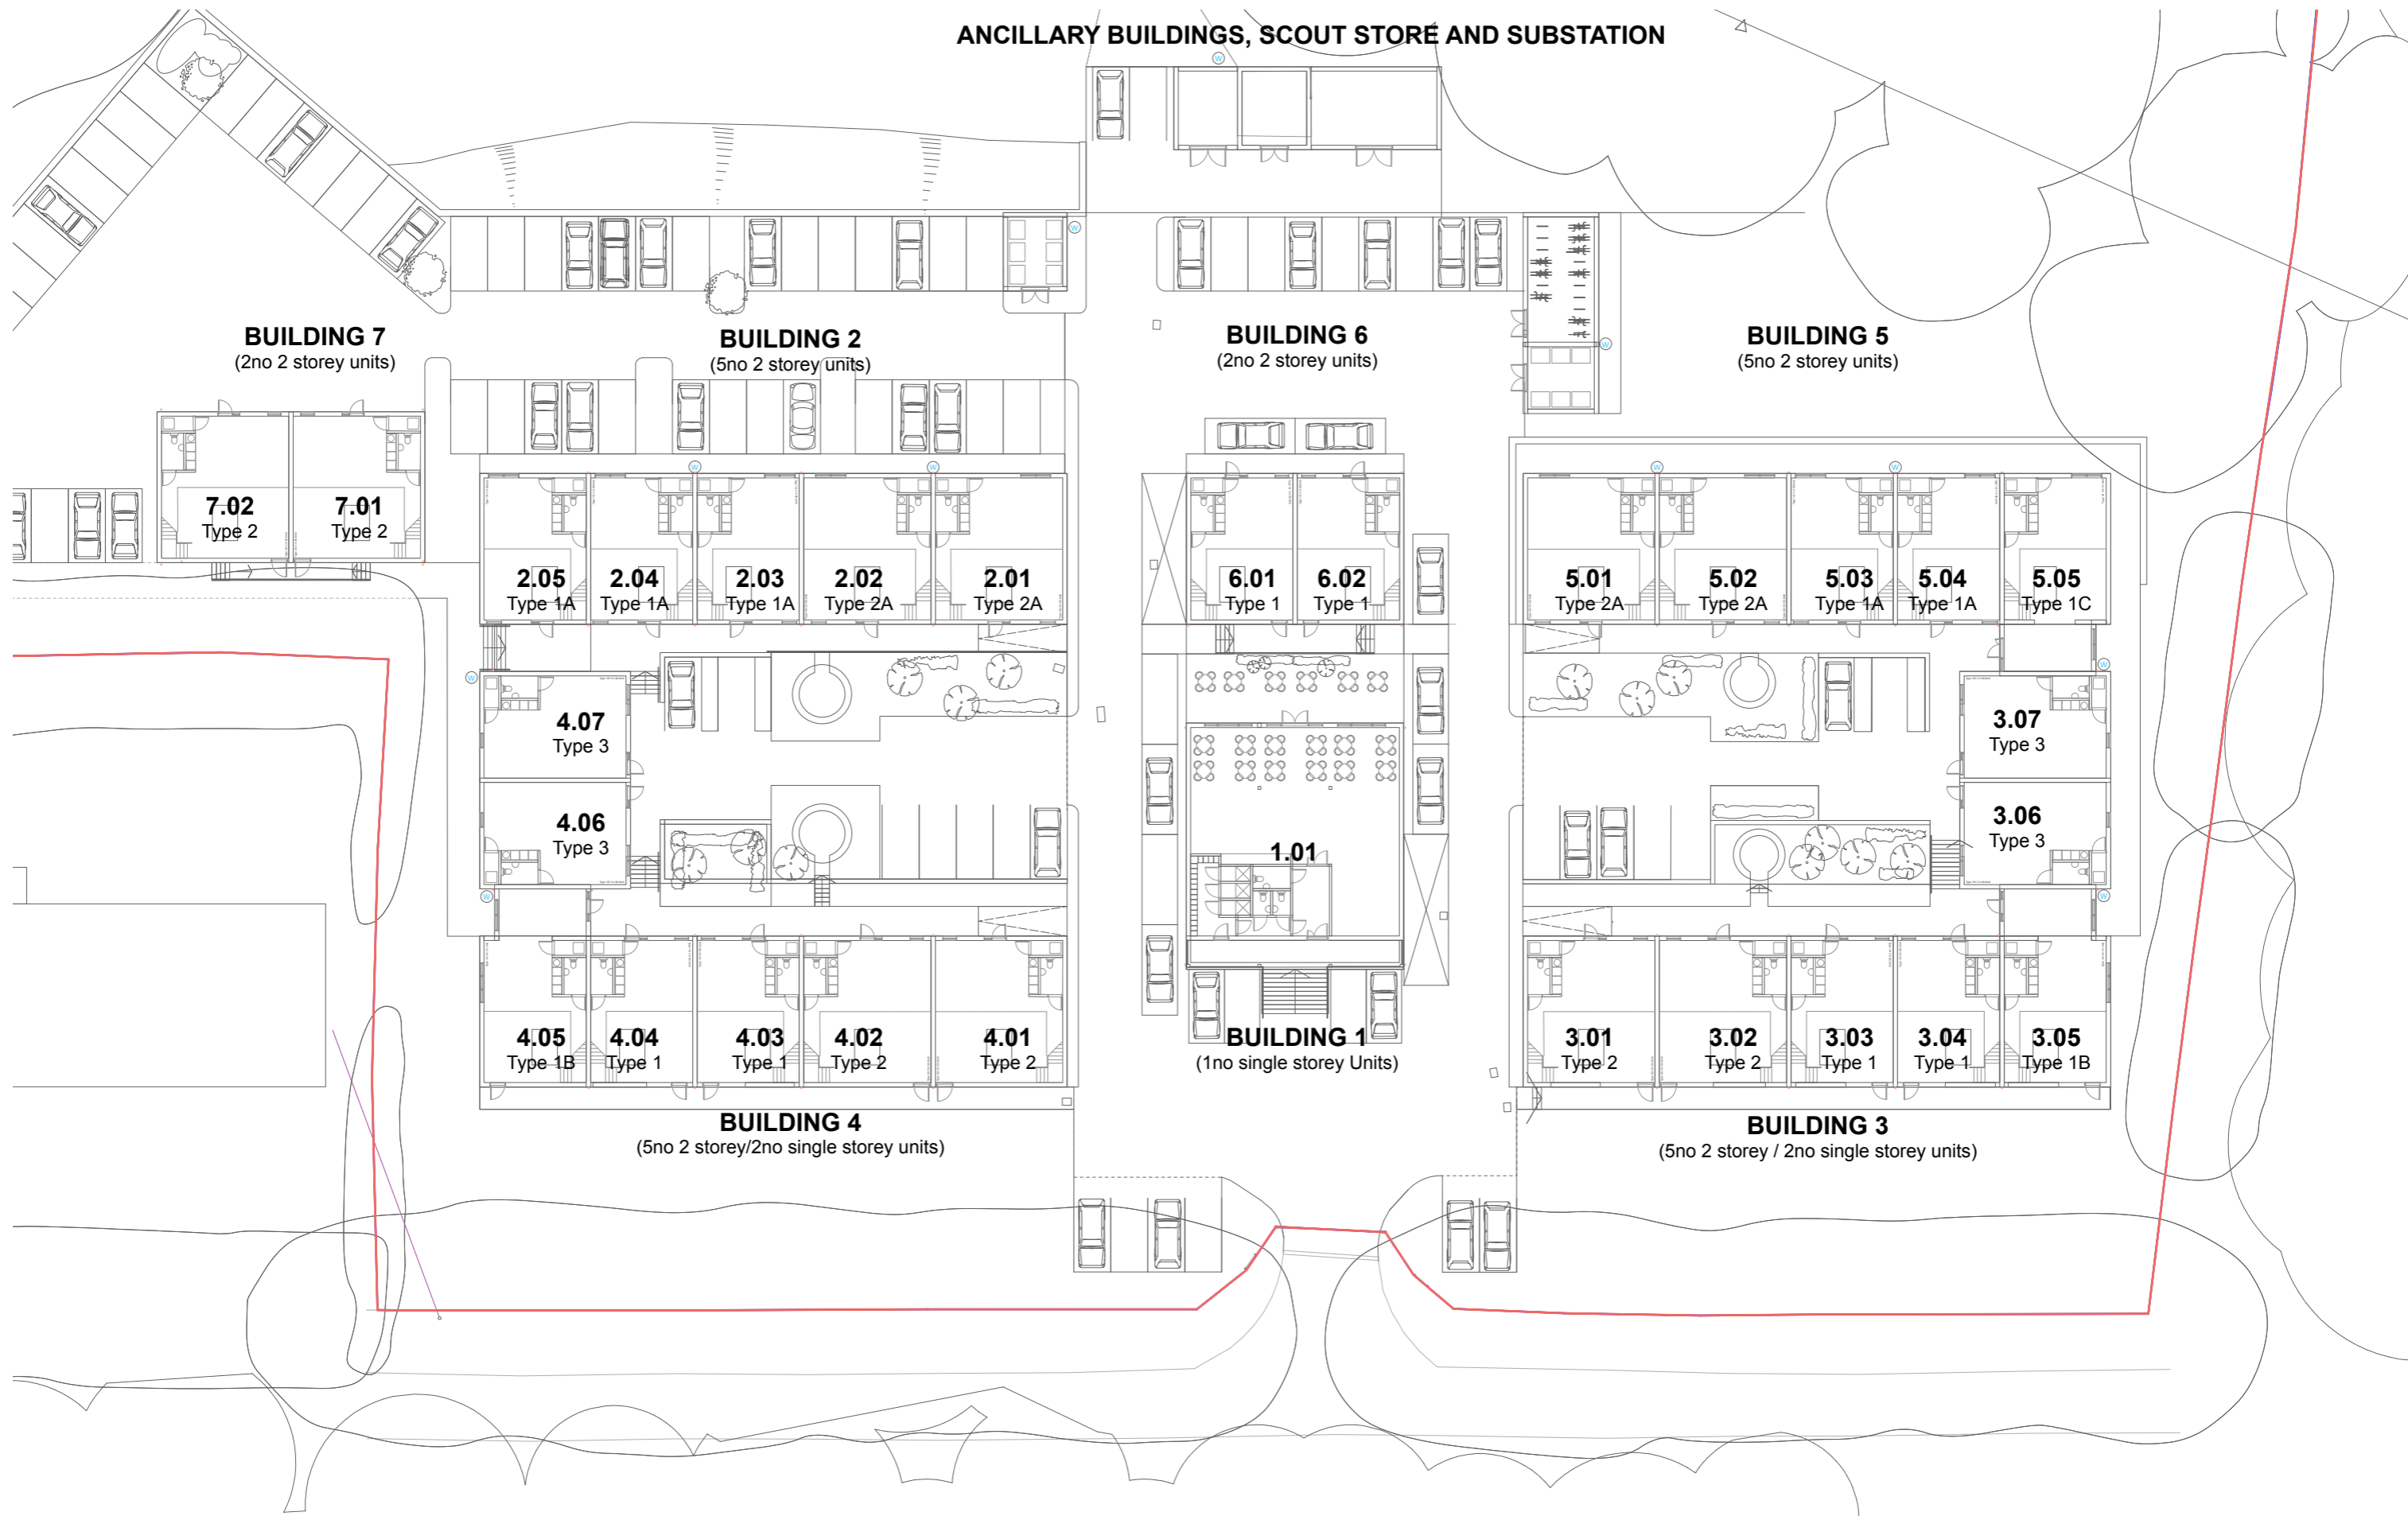 ANCILLARY BUILDINGS, SCOUT STORE AND SUBSTATION
W
W
BUILDING 7
(2no 2 storey units)
BUILDING 2
(5no 2 storey units)
BUILDING 6
(2no 2 storey units)
BUILDING 5
(5no 2 storey units)
W
W
W
W
W
7.02
Type 2
7.01
Type 2
2.05
Type 1A
2.04
Type 1A
2.03
Type 1A
2.02
Type 2A
2.01
Type 2A
6.01
Type 1
6.02
Type 1
5.01
Type 2A
5.02
Type 2A
5.03
Type 1A
5.04
Type 1A
5.05
Type 1C
W
W
4.07
Type 3
3.07
Type 3
4.06
Type 3
1.01
3.06
Type 3
W
W
4.05
Type 1B
4.04
Type 1
4.03
Type 1
4.02
Type 2
4.01
Type 2
BUILDING 1
(1no single storey Units)
3.01
Type 2
3.02
Type 2
3.03
Type 1
3.04
Type 1
3.05
Type 1B
BUILDING 4
(5no 2 storey/2no single storey units)
BUILDING 3
(5no 2 storey / 2no single storey units)